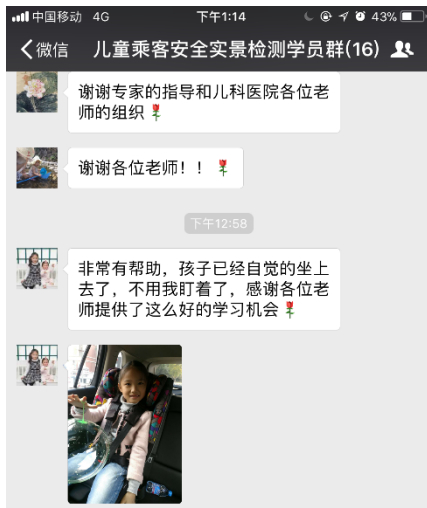 中国移动 4G 下午1:14 43%
微信 儿童乘客安全实景检测学员群(16)
谢谢专家的指导和儿科医院各位老
师的组织🌹
谢谢各位老师！！🌹
下午12:58
非常有帮助，孩子已经自觉的坐上
去了，不用我盯着了，感谢各位老
师提供了这么好的学习机会🌹